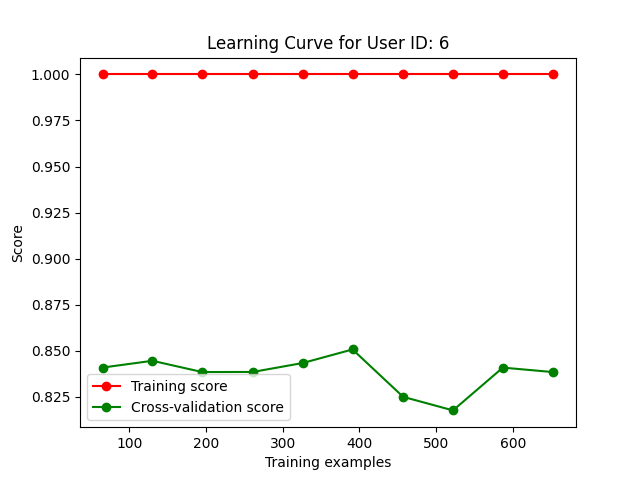 Learning Curve for User ID: 6
1.000
0.975
0.950
0.925
0.900
0.875
0.850
0.825
Score
Training score
Cross-validation score
100 200 300 400 500 600
Training examples